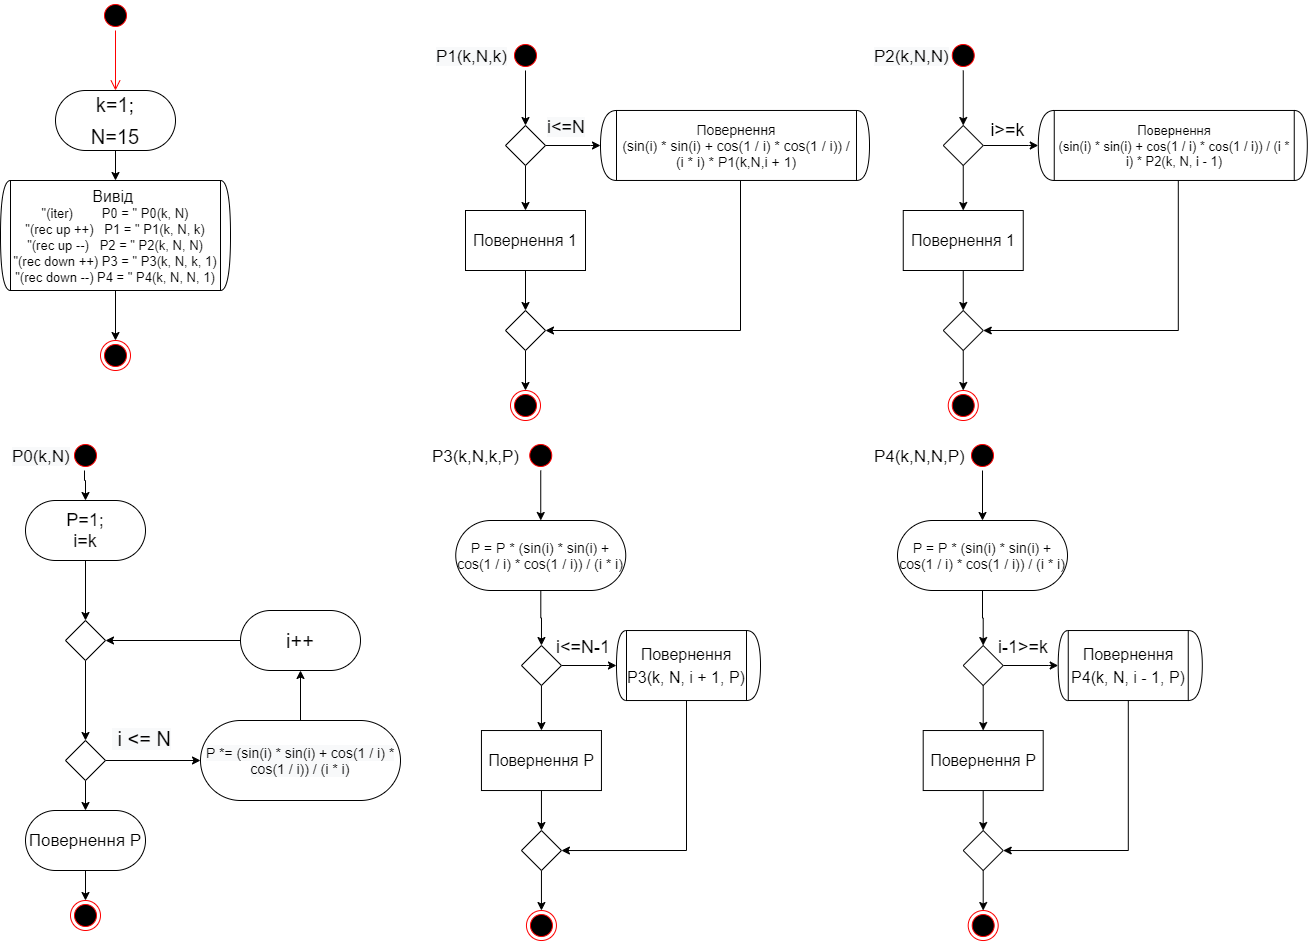 k=1;
N=15
Вивід
"(iter) P0 = " P0(k, N)
"(rec up ++) P1 = " P1(k, N, k)
"(rec up --) P2 = " P2(k, N, N)
"(rec down ++) P3 = " P3(k, N, k, 1)
"(rec down --) P4 = " P4(k, N, N, 1)
P1(k,N,k)
i<=N
Повернення
(sin(i) * sin(i) + cos(1 / i) * cos(1 / i)) /
(i * i) * P1(k,N,i + 1)
Повернення 1
P2(k,N,N)
i>=k
Повернення
(sin(i) * sin(i) + cos(1 / i) * cos(1 / i)) / (i *
i) * P2(k, N, i - 1)
Повернення 1
P0(k,N)
P=1;
i=k
i++
i <= N
P *= (sin(i) * sin(i) + cos(1 / i) *
cos(1 / i)) / (i * i)
Повернення P
P3(k,N,k,P)
P = P * (sin(i) * sin(i) +
cos(1 / i) * cos(1 / i)) / (i * i)
i<=N-1
Повернення
P3(k, N, i + 1, P)
Повернення P
P4(k,N,N,P)
P = P * (sin(i) * sin(i) +
cos(1 / i) * cos(1 / i)) / (i * i)
i-1>=k
Повернення
P4(k, N, i - 1, P)
Повернення P